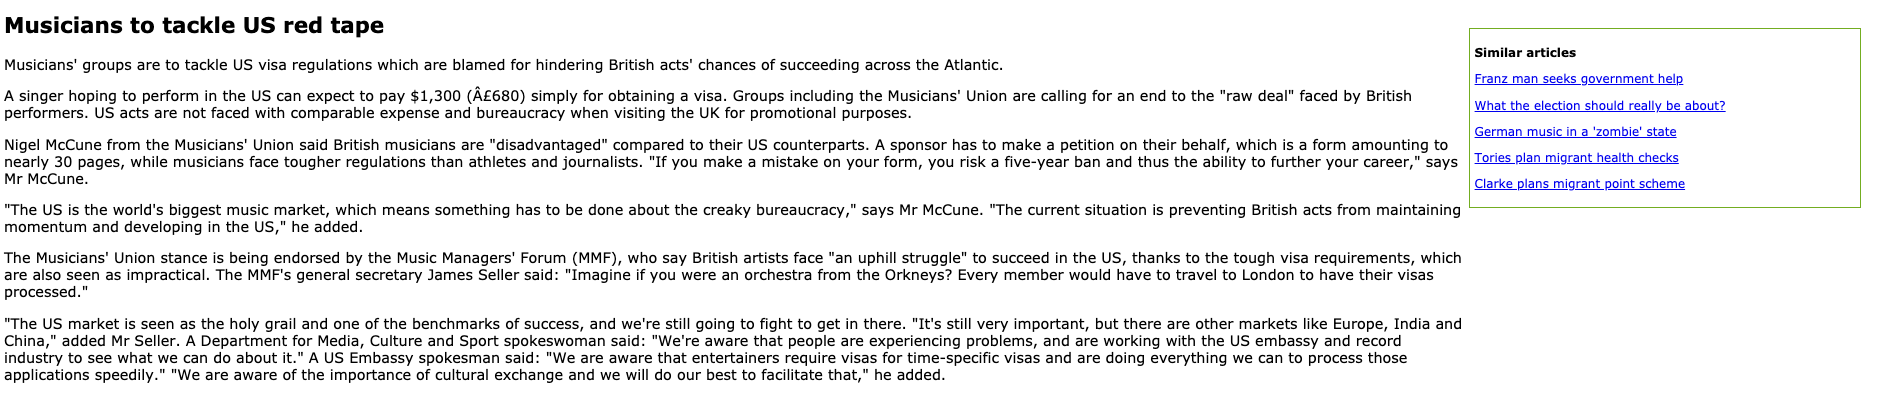 Musicians to tackle US red tape
Musicians' groups are to tackle US visa regulations which are blamed for hindering British acts' chances of succeeding across the Atlantic.
A singer hoping to perform in the US can expect to pay $1,300 (Â£680) simply for obtaining a visa. Groups including the Musicians' Union are calling for an end to the "raw deal" faced by British
performers. US acts are not faced with comparable expense and bureaucracy when visiting the UK for promotional purposes.
Nigel McCune from the Musicians' Union said British musicians are "disadvantaged" compared to their US counterparts. A sponsor has to make a petition on their behalf, which is a form amounting to
nearly 30 pages, while musicians face tougher regulations than athletes and journalists. "If you make a mistake on your form, you risk a five-year ban and thus the ability to further your career," says
Mr McCune.
"The US is the world's biggest music market, which means something has to be done about the creaky bureaucracy," says Mr McCune. "The current situation is preventing British acts from maintaining
momentum and developing in the US," he added.
The Musicians' Union stance is being endorsed by the Music Managers' Forum (MMF), who say British artists face "an uphill struggle" to succeed in the US, thanks to the tough visa requirements, which
are also seen as impractical. The MMF's general secretary James Seller said: "Imagine if you were an orchestra from the Orkneys? Every member would have to travel to London to have their visas
processed."
"The US market is seen as the holy grail and one of the benchmarks of success, and we're still going to fight to get in there. "It's still very important, but there are other markets like Europe, India and
China," added Mr Seller. A Department for Media, Culture and Sport spokeswoman said: "We're aware that people are experiencing problems, and are working with the US embassy and record
industry to see what we can do about it." A US Embassy spokesman said: "We are aware that entertainers require visas for time-specific visas and are doing everything we can to process those
applications speedily." "We are aware of the importance of cultural exchange and we will do our best to facilitate that," he added.
Similar articles
Franz man seeks government help
What the election should really be about?
German music in a 'zombie' state
Tories plan migrant health checks
Clarke plans migrant point scheme